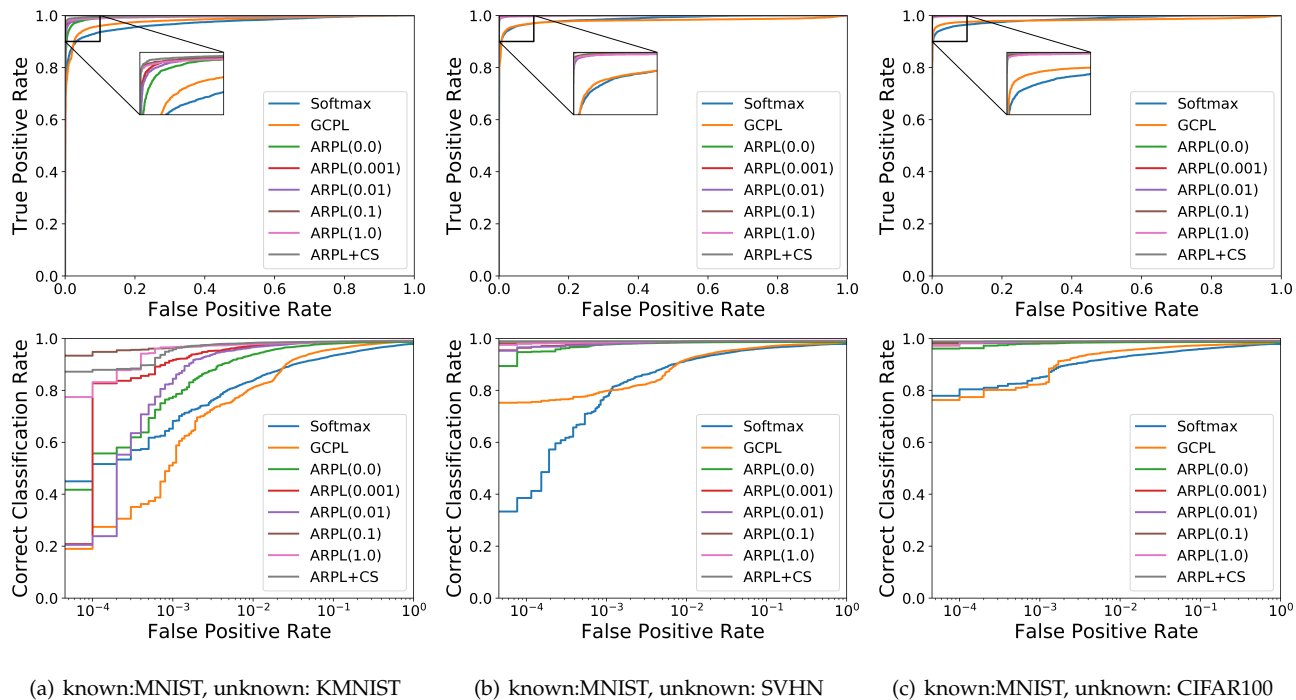 True Positive Rate
1.0
0.8
0.6
0.4
0.2
0.0
Softmax
GCPL
ARPL(0.0)
ARPL(0.001)
ARPL(0.01)
ARPL(0.1)
ARPL(1.0)
ARPL+CS
0.0 0.2 0.4 0.6 0.8 1.0
False Positive Rate
True Positive Rate
1.0
0.8
0.6
0.4
0.2
0.0
Softmax
GCPL
ARPL(0.0)
ARPL(0.001)
ARPL(0.01)
ARPL(0.1)
ARPL(1.0)
ARPL+CS
0.0 0.2 0.4 0.6 0.8 1.0
False Positive Rate
True Positive Rate
1.0
0.8
0.6
0.4
0.2
0.0
Softmax
GCPL
ARPL(0.0)
ARPL(0.001)
ARPL(0.01)
ARPL(0.1)
ARPL(1.0)
ARPL+CS
0.0 0.2 0.4 0.6 0.8 1.0
False Positive Rate
Correct Classification Rate
1.0
0.8
0.6
0.4
0.2
0.0
Softmax
GCPL
ARPL(0.0)
ARPL(0.001)
ARPL(0.01)
ARPL(0.1)
ARPL(1.0)
ARPL+CS
10⁻⁴ 10⁻³ 10⁻² 10⁻¹ 10⁰
False Positive Rate
Correct Classification Rate
1.0
0.8
0.6
0.4
0.2
0.0
Softmax
GCPL
ARPL(0.0)
ARPL(0.001)
ARPL(0.01)
ARPL(0.1)
ARPL(1.0)
ARPL+CS
10⁻⁴ 10⁻³ 10⁻² 10⁻¹ 10⁰
False Positive Rate
Correct Classification Rate
1.0
0.8
0.6
0.4
0.2
0.0
Softmax
GCPL
ARPL(0.0)
ARPL(0.001)
ARPL(0.01)
ARPL(0.1)
ARPL(1.0)
ARPL+CS
10⁻⁴ 10⁻³ 10⁻² 10⁻¹ 10⁰
False Positive Rate
(a) known:MNIST, unknown: KMNIST
(b) known:MNIST, unknown: SVHN
(c) known:MNIST, unknown: CIFAR100